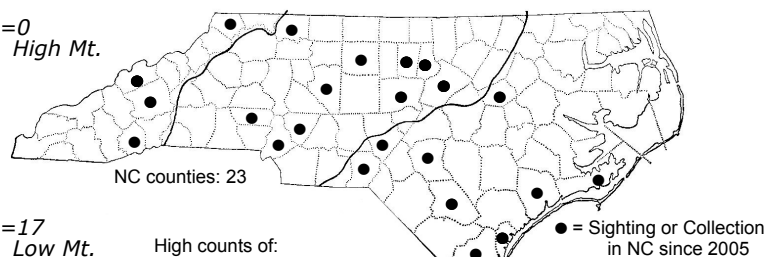 =0
High Mt.
NC counties: 23
=17
Low Mt.
High counts of:
● = Sighting or Collection
in NC since 2005